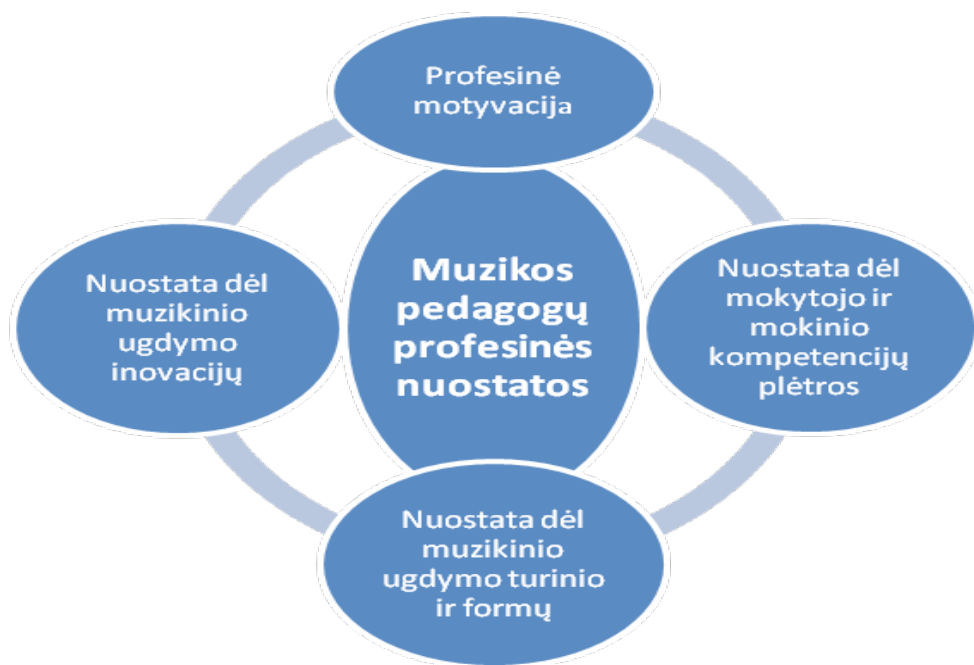 Profesinė
motyvacija
Nuostata dėl
muzikinio
ugdymo
inovacijų
Muzikos
pedagogų
profesinės
nuostatos
Nuostata dėl
mokytojo ir
mokinio
kompetencijų
plėtros
Nuostata dėl
muzikinio
ugdymo turinio
ir formų